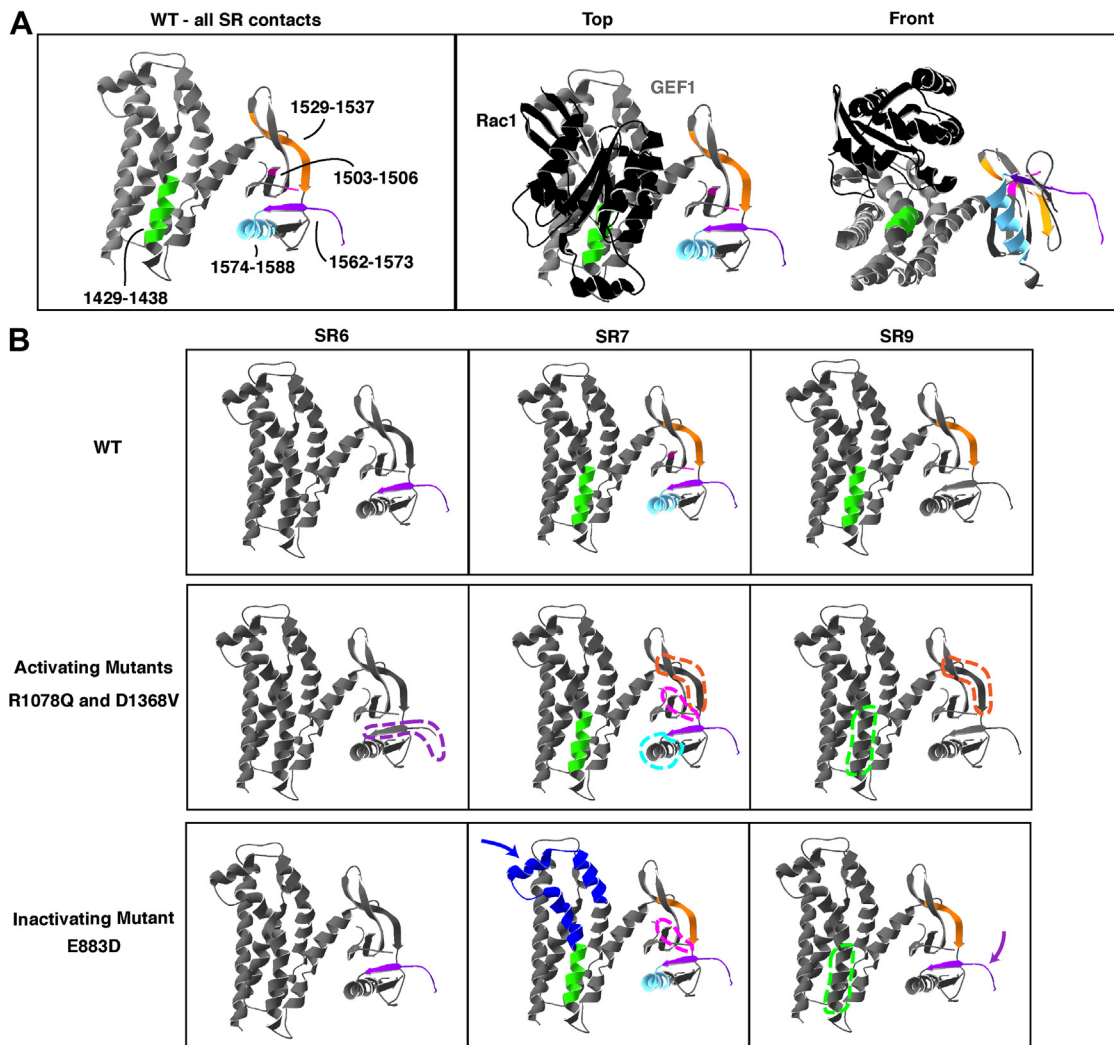 A
WT - all SR contacts
Top
Front
1529-1537
1503-1506
1574-1588
1562-1573
1429-1438
GEF1
Rac1
B
SR6
SR7
SR9
WT
Activating Mutants
R1078Q and D1368V
Inactivating Mutant
E883D